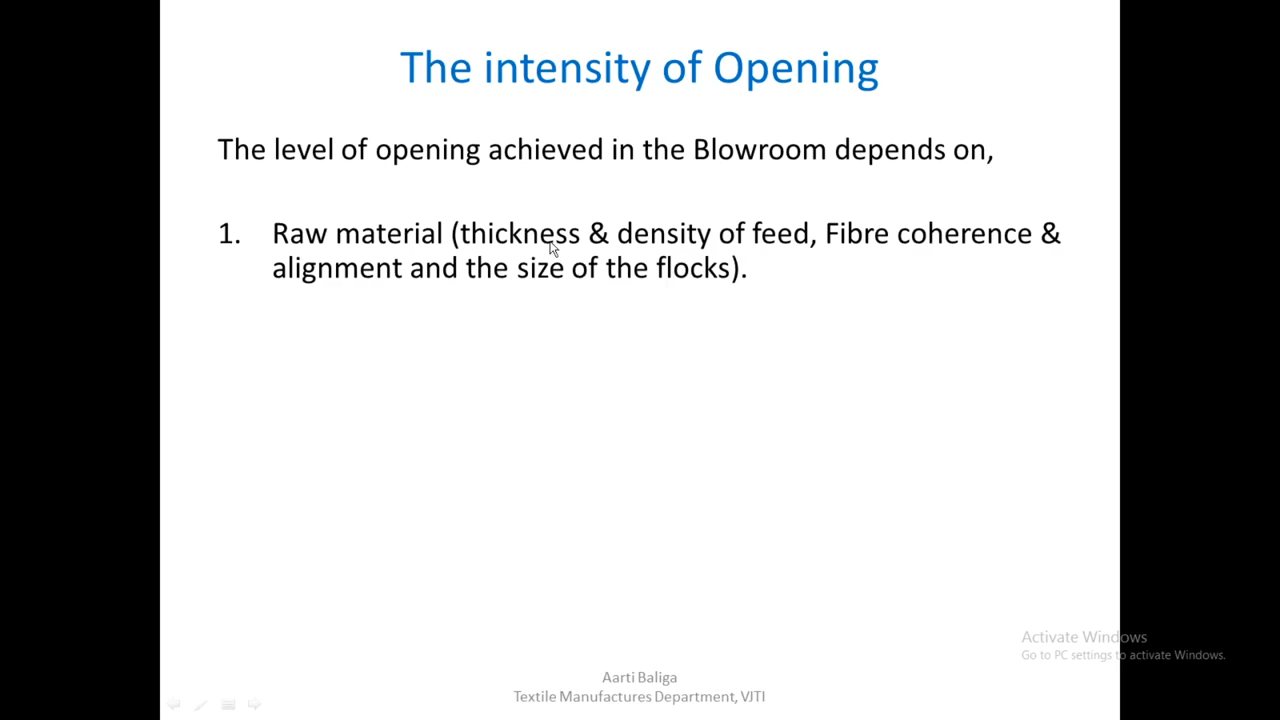 The intensity of Opening
The level of opening achieved in the Blowroom depends on,
1. Raw material (thickness & density of feed, Fibre coherence &
alignment and the size of the flocks).
Activate Windows
Go to PC settings to activate Windows.
Aarti Baliga
Textile Manufactures Department, VJTI